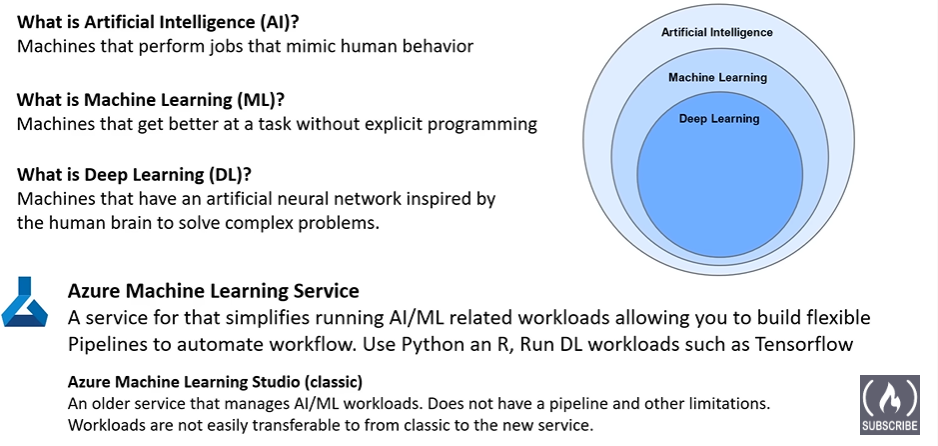 What is Artificial Intelligence (AI)?
Machines that perform jobs that mimic human behavior
What is Machine Learning (ML)?
Machines that get better at a task without explicit programming
What is Deep Learning (DL)?
Machines that have an artificial neural network inspired by
the human brain to solve complex problems.
Artificial Intelligence
Machine Learning
Deep Learning
Azure Machine Learning Service
A service for that simplifies running AI/ML related workloads allowing you to build flexible
Pipelines to automate workflow. Use Python an R, Run DL workloads such as Tensorflow
Azure Machine Learning Studio (classic)
An older service that manages AI/ML workloads. Does not have a pipeline and other limitations.
Workloads are not easily transferable to from classic to the new service.
SUBSCRIBE